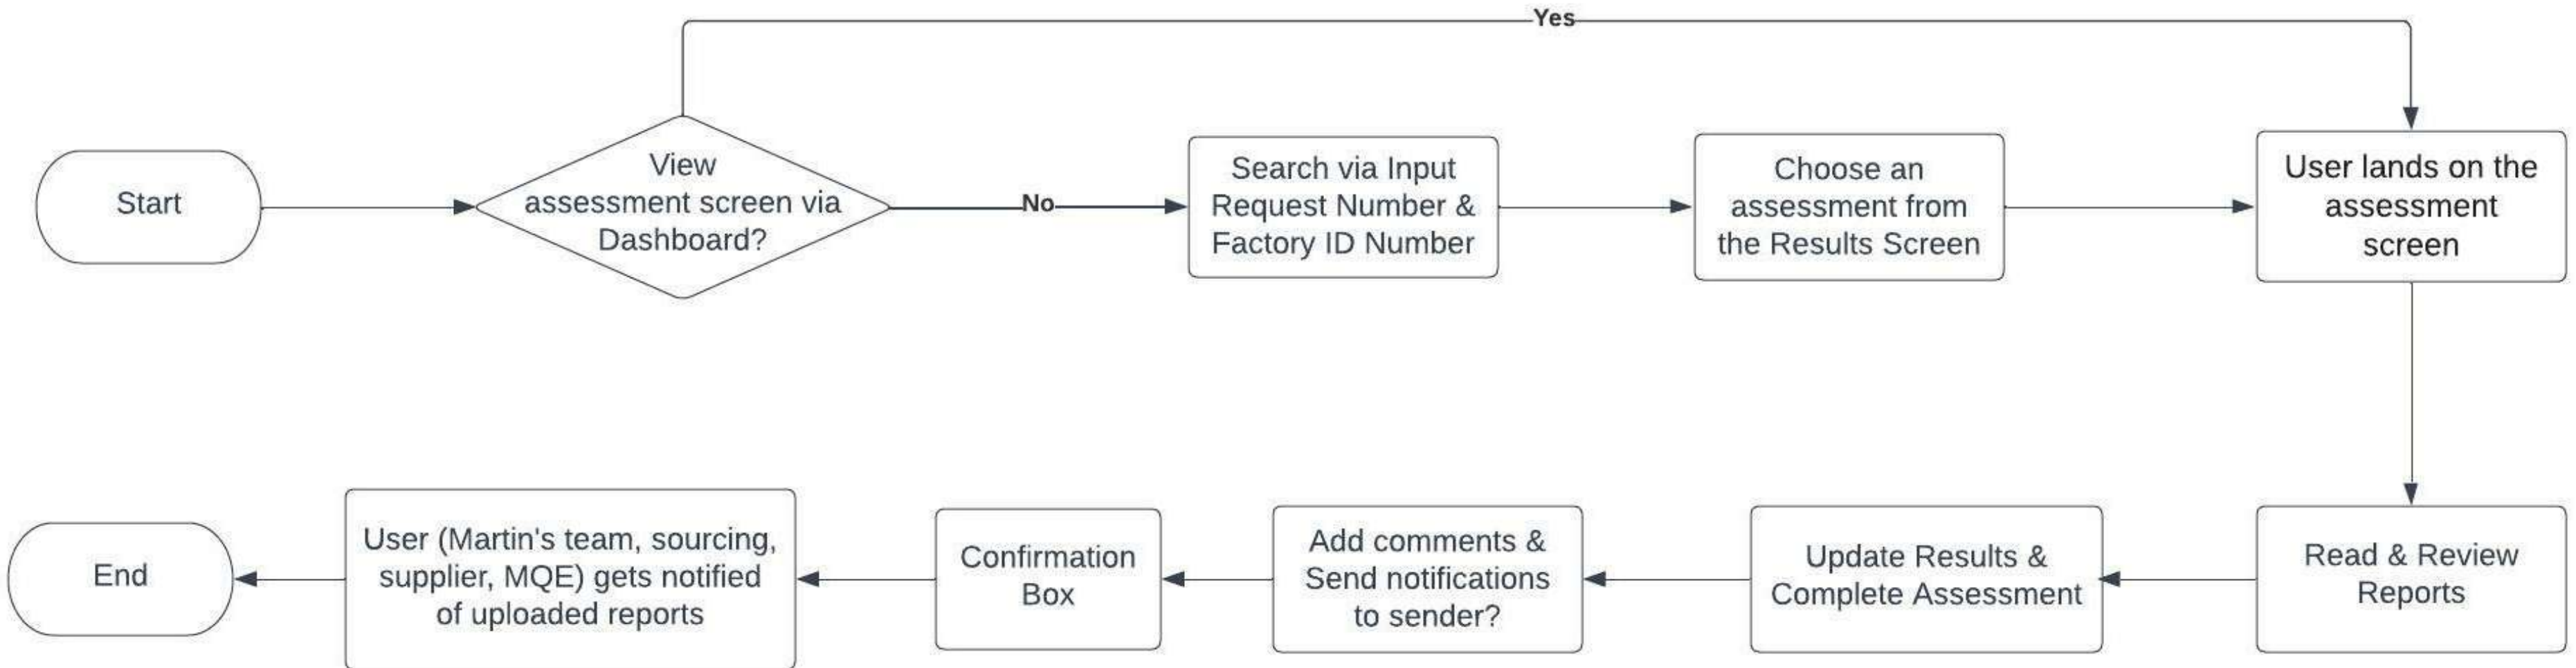 Yes
Start
View
assessment screen via
Dashboard?
No
Search via Input
Request Number &
Factory ID Number
Choose an
assessment from
the Results Screen
User lands on the
assessment
screen
End
User (Martin's team, sourcing,
supplier, MQE) gets notified
of uploaded reports
Confirmation
Box
Add comments &
Send notifications
to sender?
Update Results &
Complete Assessment
Read & Review
Reports